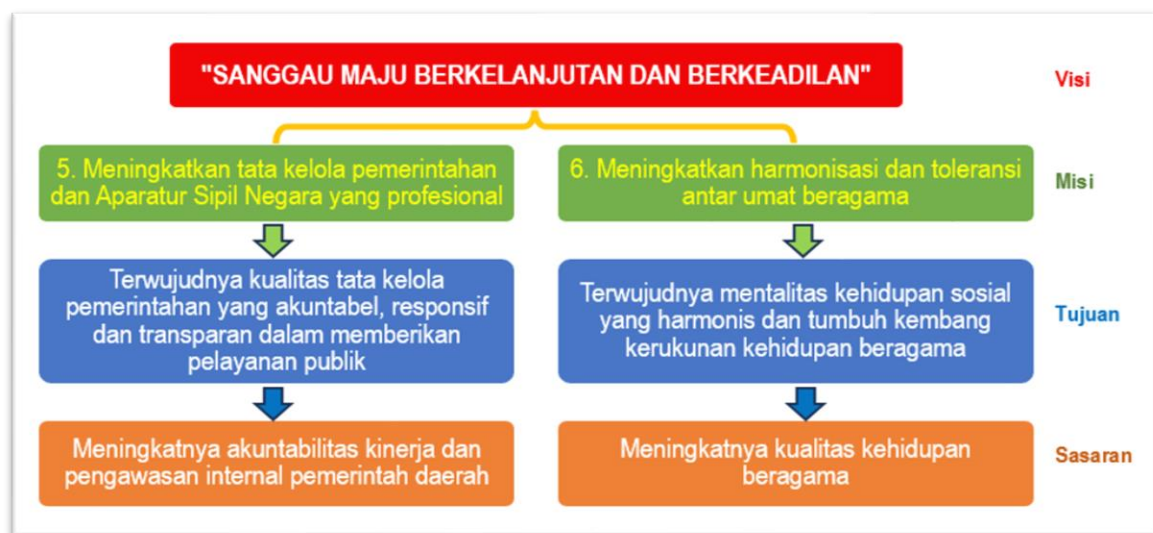 "SANGGAU MAJU BERKELANJUTAN DAN BERKEADILAN"
Visi
5. Meningkatkan tata kelola pemerintahan
dan Aparatur Sipil Negara yang profesional
6. Meningkatkan harmonisasi dan toleransi
antar umat beragama
Misi
Terwujudnya kualitas tata kelola
pemerintahan yang akuntabel, responsif
dan transparan dalam memberikan
pelayanan publik
Terwujudnya mentalitas kehidupan sosial
yang harmonis dan tumbuh kembang
kerukunan kehidupan beragama
Tujuan
Meningkatnya akuntabilitas kinerja dan
pengawasan internal pemerintah daerah
Meningkatnya kualitas kehidupan
beragama
Sasaran